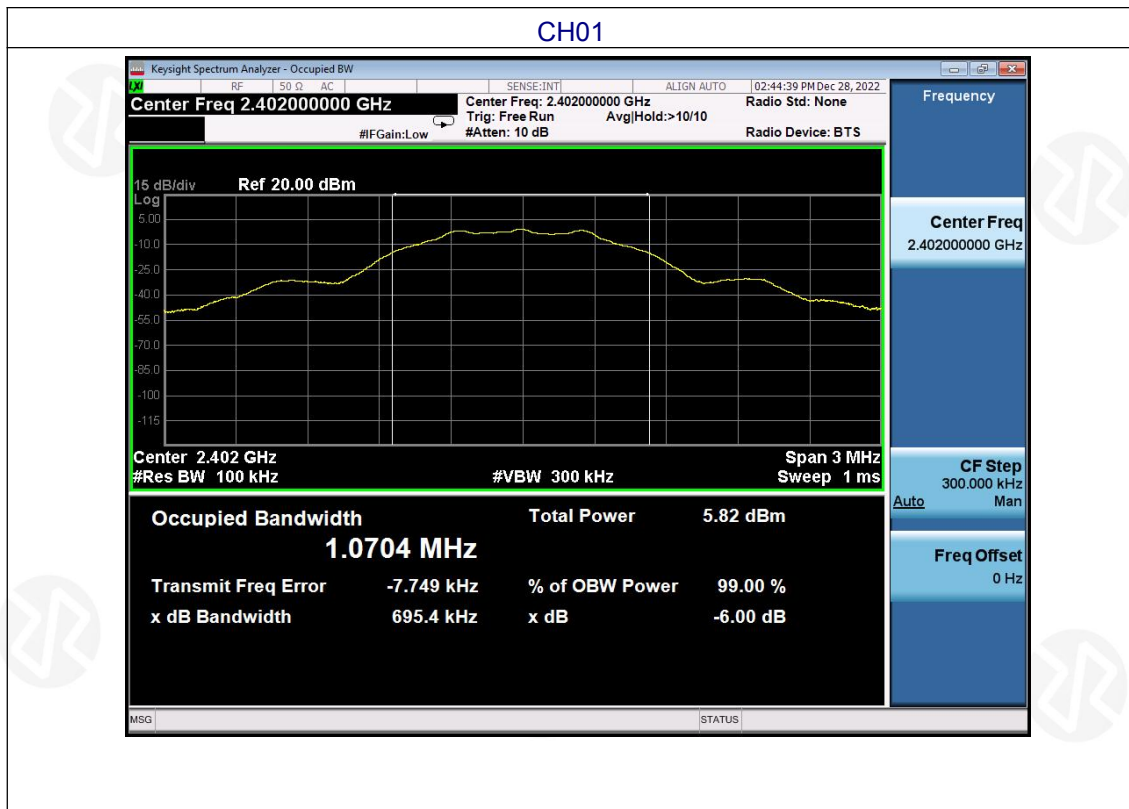 CH01
Keysight Spectrum Analyzer - Occupied BW
LXI RF 50 Ω AC SENSE:INT ALIGN AUTO 02:44:39 PM Dec 28, 2022
Center Freq 2.402000000 GHz
Center Freq: 2.402000000 GHz
Radio Std: None
Trig: Free Run Avg|Hold:>10/10
#IFGain:Low
#Atten: 10 dB
Radio Device: BTS
15 dB/div Ref 20.00 dBm
Log
5.00
-10.0
-25.0
-40.0
-55.0
-70.0
-85.0
-100
-115
Center 2.402 GHz Span 3 MHz
#Res BW 100 kHz #VBW 300 kHz Sweep 1 ms
Occupied Bandwidth Total Power 5.82 dBm
1.0704 MHz
Transmit Freq Error -7.749 kHz % of OBW Power 99.00 %
x dB Bandwidth 695.4 kHz x dB -6.00 dB
MSG STATUS
Frequency
Center Freq
2.402000000 GHz
CF Step
300.000 kHz
Auto Man
Freq Offset
0 Hz